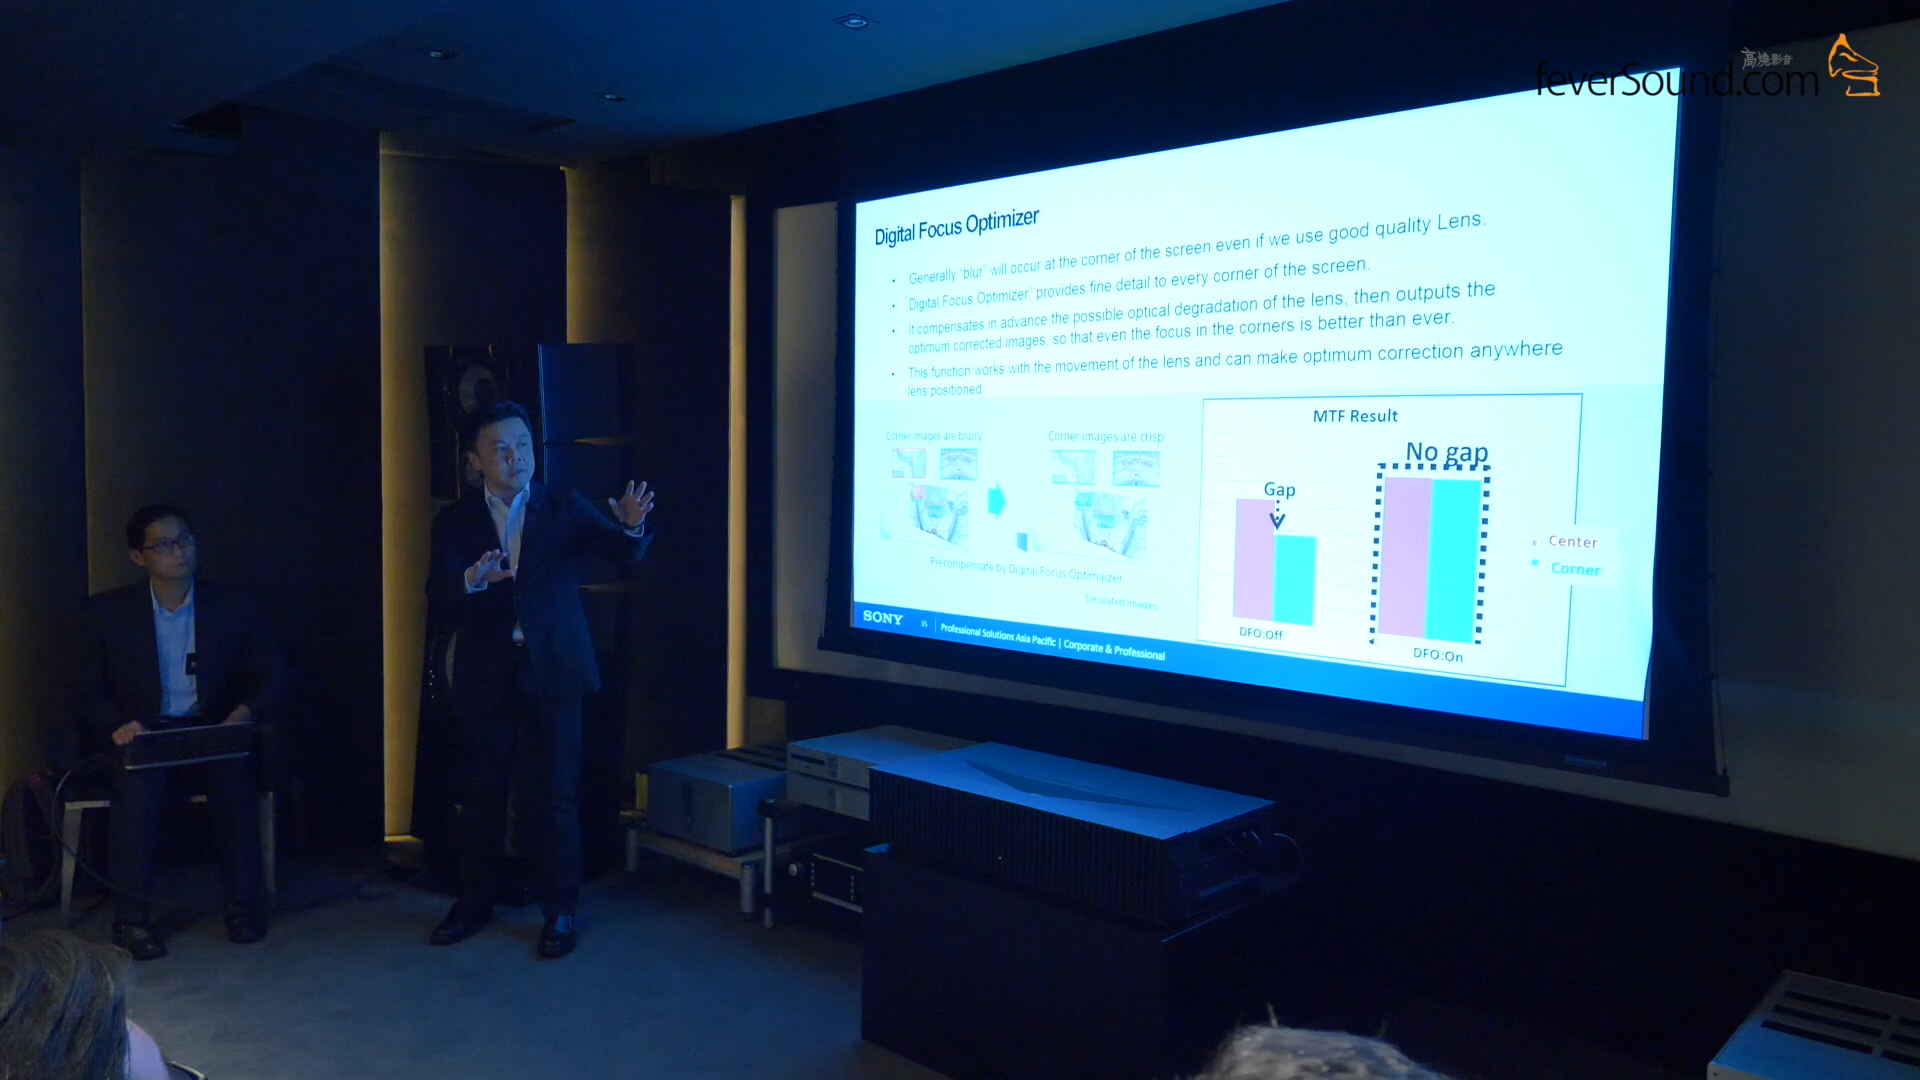 高燒影音
feverSound.com
Digital Focus Optimizer
• Generally "blur" will occur at the corner of the screen even if we use good quality Lens.
• Digital Focus Optimizer" provides fine detail to every corner of the screen.
• It compensates in advance the possible optical degradation of the lens, then outputs the
optimum corrected images, so that even the focus in the corners is better than ever.
• This function works with the movement of the lens and can make optimum correction anywhere
lens positioned
Corner images are blurry
Corner images are crisp
Precompensate by Digital Focus Optimaizer
Simulated images
MTF Result
No gap
Gap
Center
Corner
DFO:Off
DFO:On
SONY
Professional Solutions Asia Pacific | Corporate & Professional